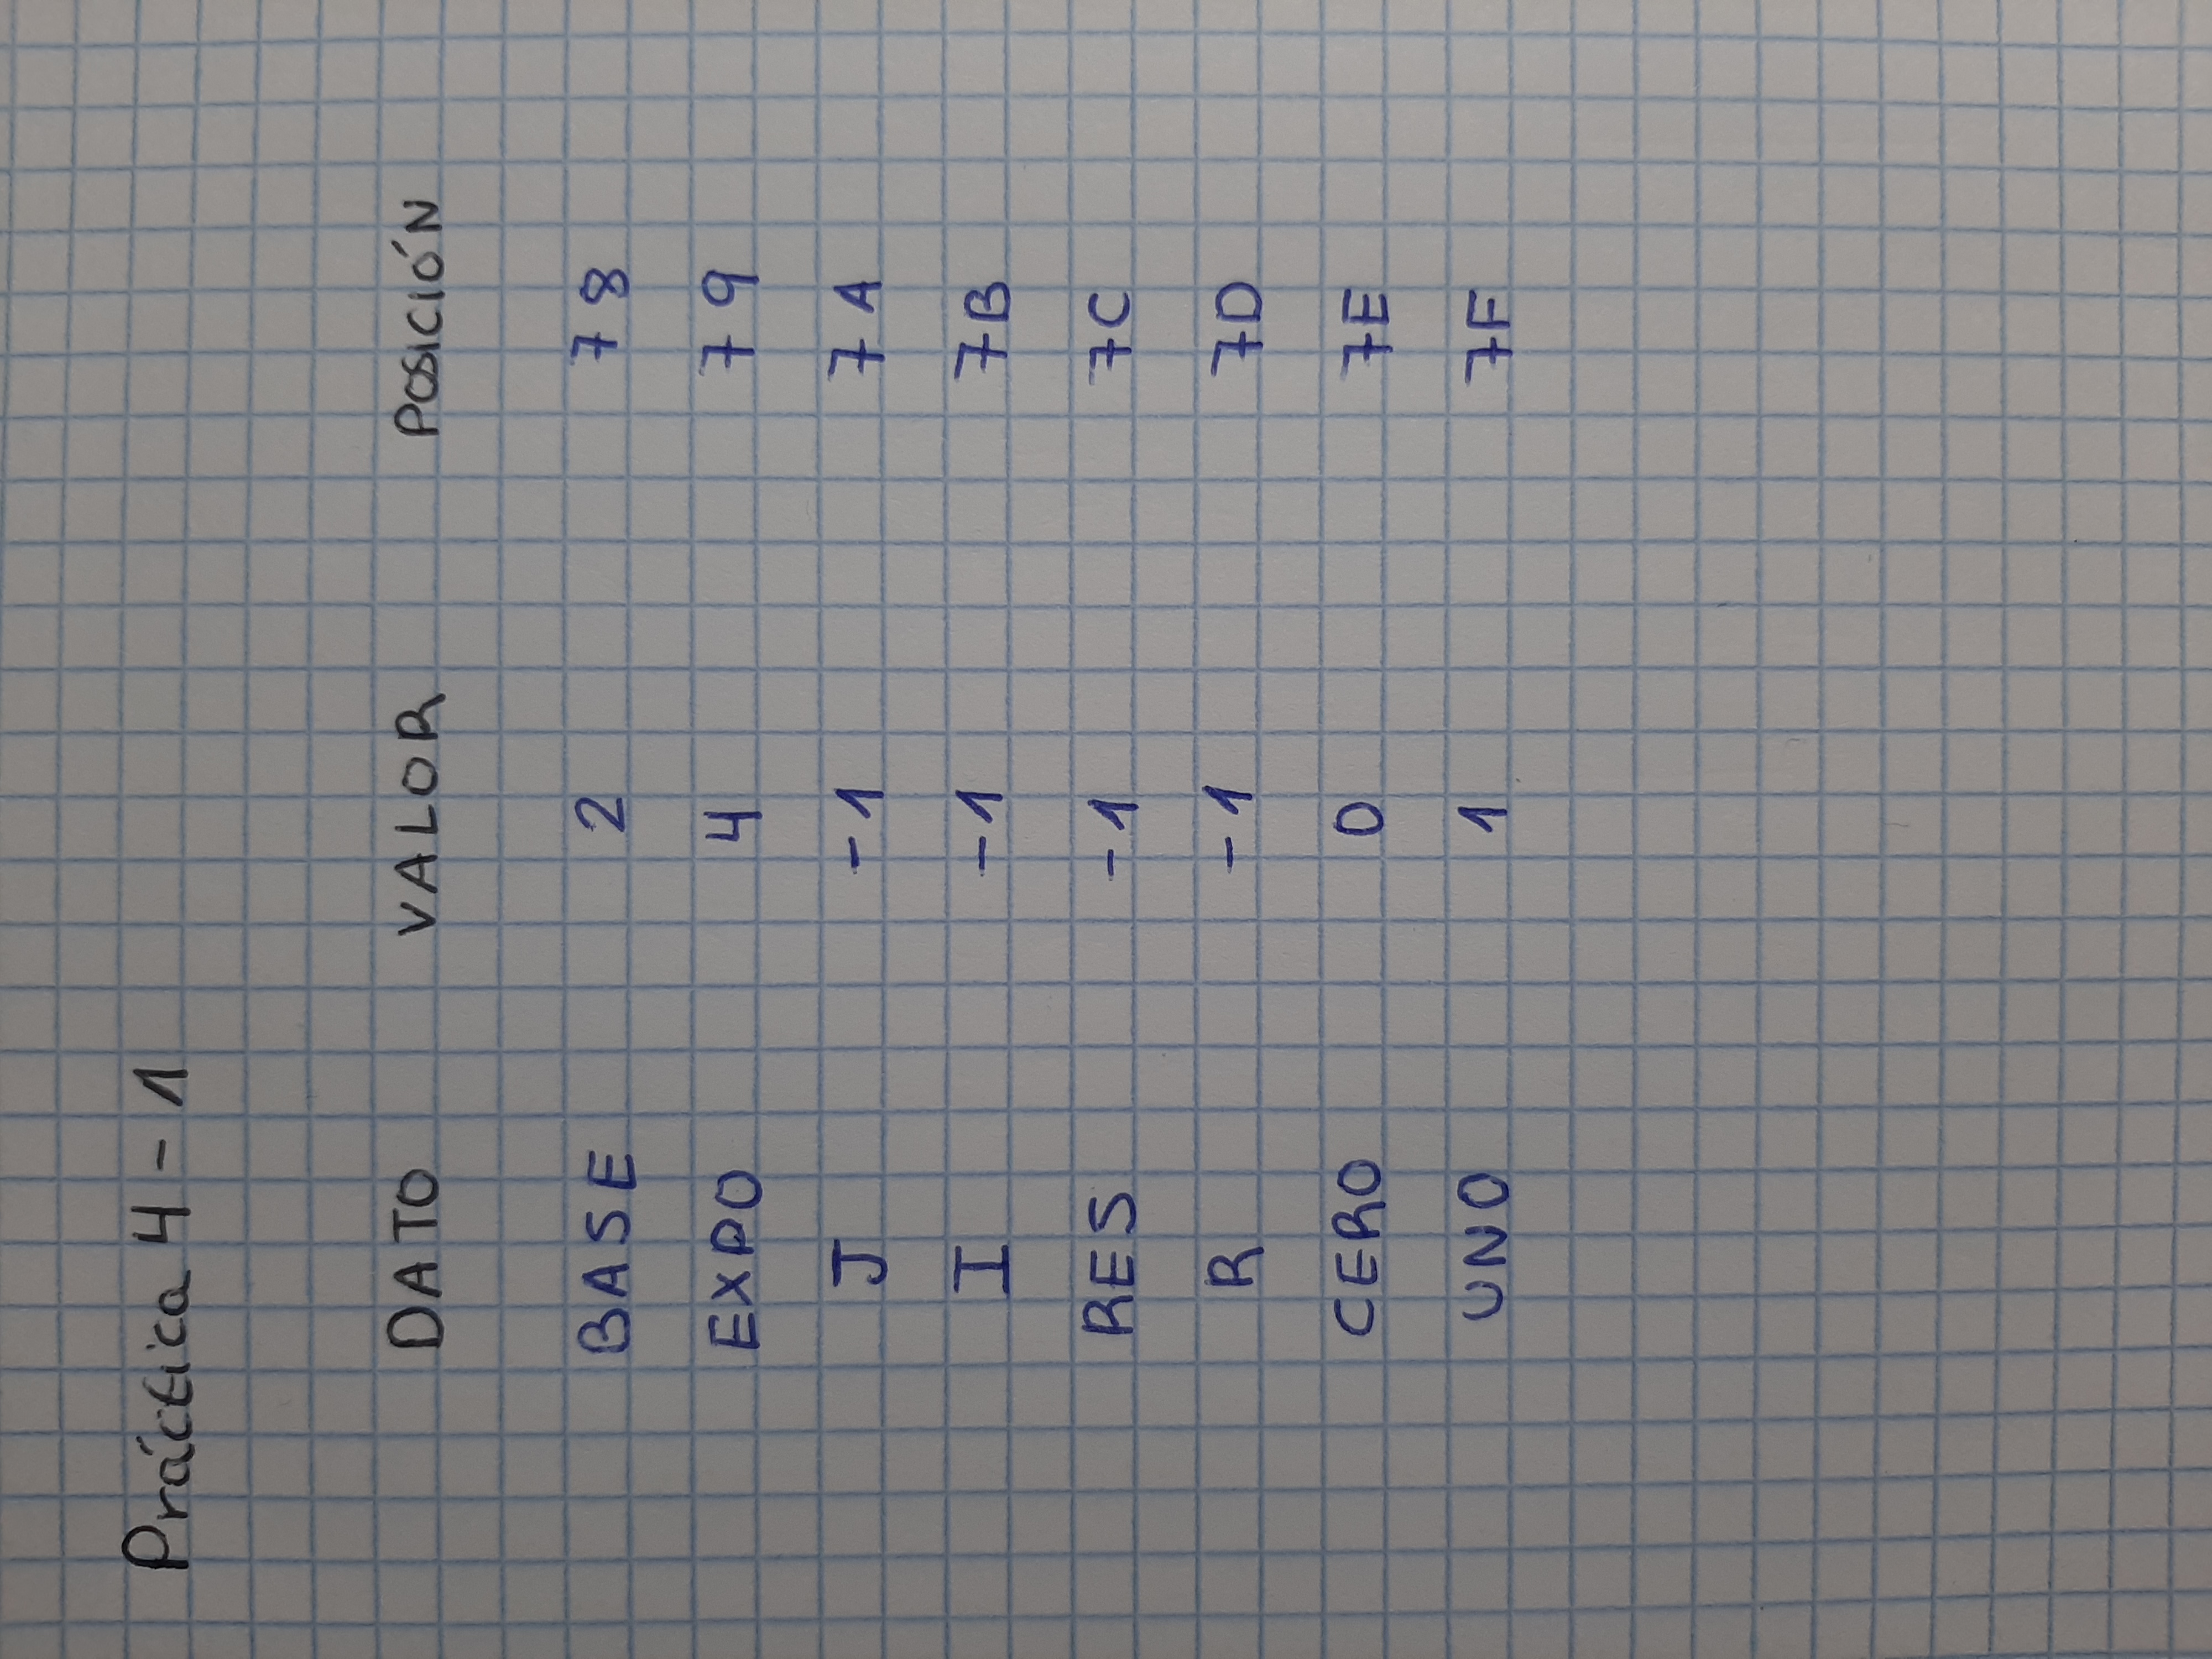 Práctica 4-1
DATO VALOR POSICIÓN
BASE 2 78
EXPO 4 79
J -1 7A
I -1 7B
RES -1 7C
R -1 7D
CERO 0 7E
UNO 1 7F